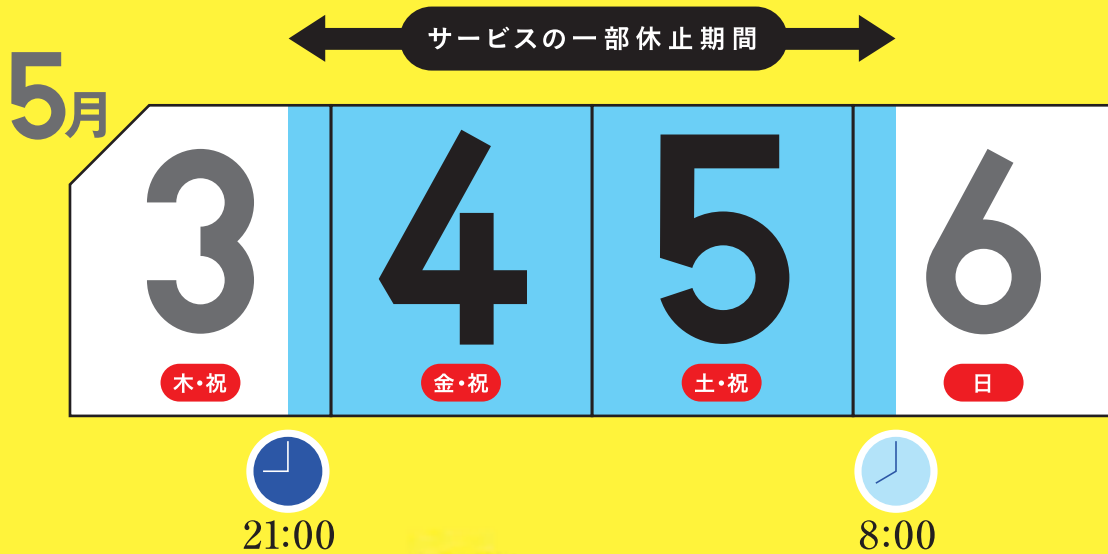 サービスの一部休止期間
5月
3 4 5 6
木・祝 金・祝 土・祝 日
21:00 8:00